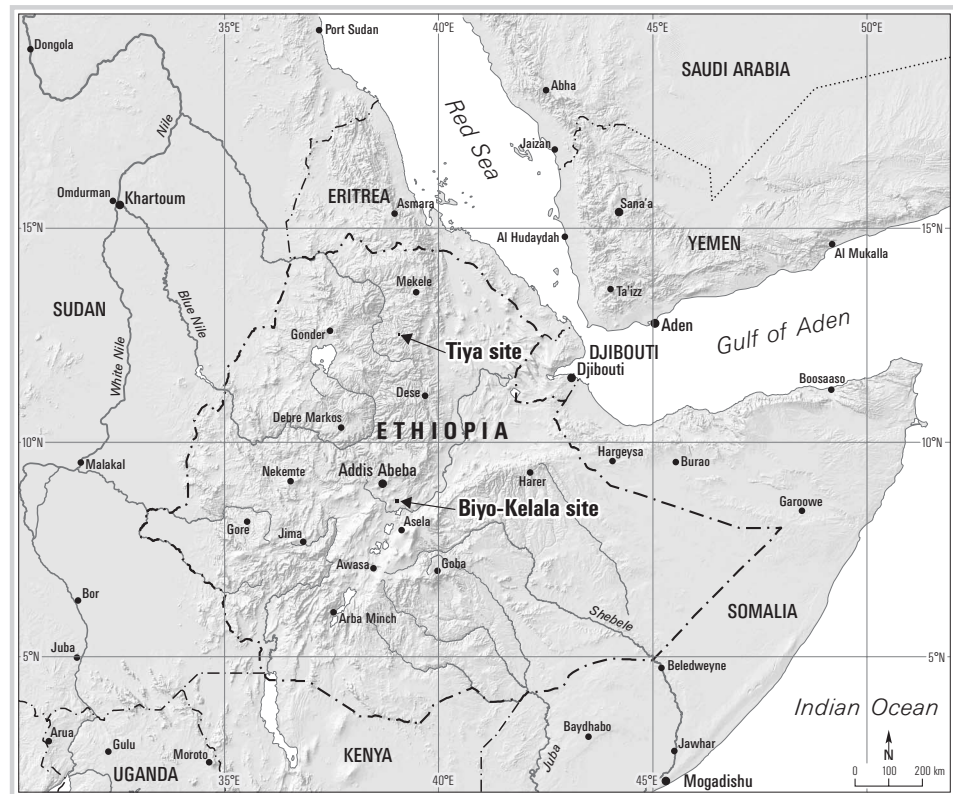 35°E
40°E
45°E
50°E
Port Sudan
Dongola
SAUDI ARABIA
Abha
Red Sea
Nile
Jaizan
Omdurman
Khartoum
ERITREA
Asmara
Sana'a
15°N
15°N
Al Hudaydah
YEMEN
Al Mukalla
Mekele
Ta'izz
SUDAN
Blue Nile
Gonder
Aden
Gulf of Aden
Tiya site
DJIBOUTI
Djibouti
White Nile
Boosaaso
Dese
Debre Markos
ETHIOPIA
10°N
10°N
Malakal
Hargeysa
Burao
Nekemte
Addis Abeba
Harer
Biyo-Kelala site
Garoowe
Gore
Asela
Jima
Awasa
Goba
Bor
Arba Minch
Shebele
SOMALIA
Juba
5°N
5°N
Beledweyne
Indian Ocean
Arua
Gulu
Moroto
KENYA
Baydhabo
Juba
Jawhar
N
UGANDA
35°E
40°E
45°E
Mogadishu
0 100 200 km